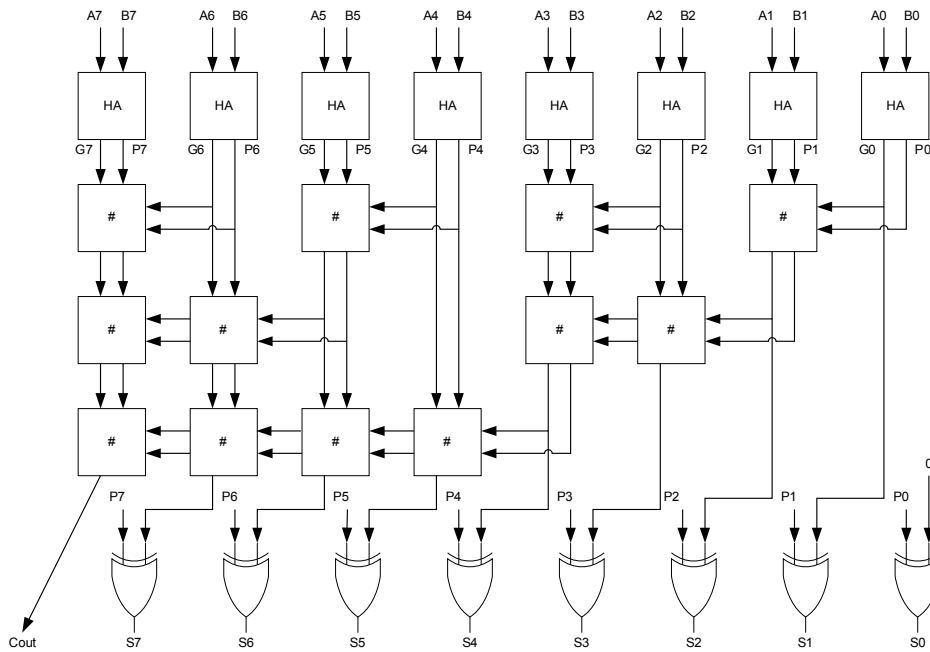 A7 B7 A6 B6 A5 B5 A4 B4 A3 B3 A2 B2 A1 B1 A0 B0
HA HA HA HA HA HA HA HA
G7 P7 G6 P6 G5 P5 G4 P4 G3 P3 G2 P2 G1 P1 G0 P0
# # # #
# # # #
# # # #
0
P7 P6 P5 P4 P3 P2 P1 P0
Cout S7 S6 S5 S4 S3 S2 S1 S0